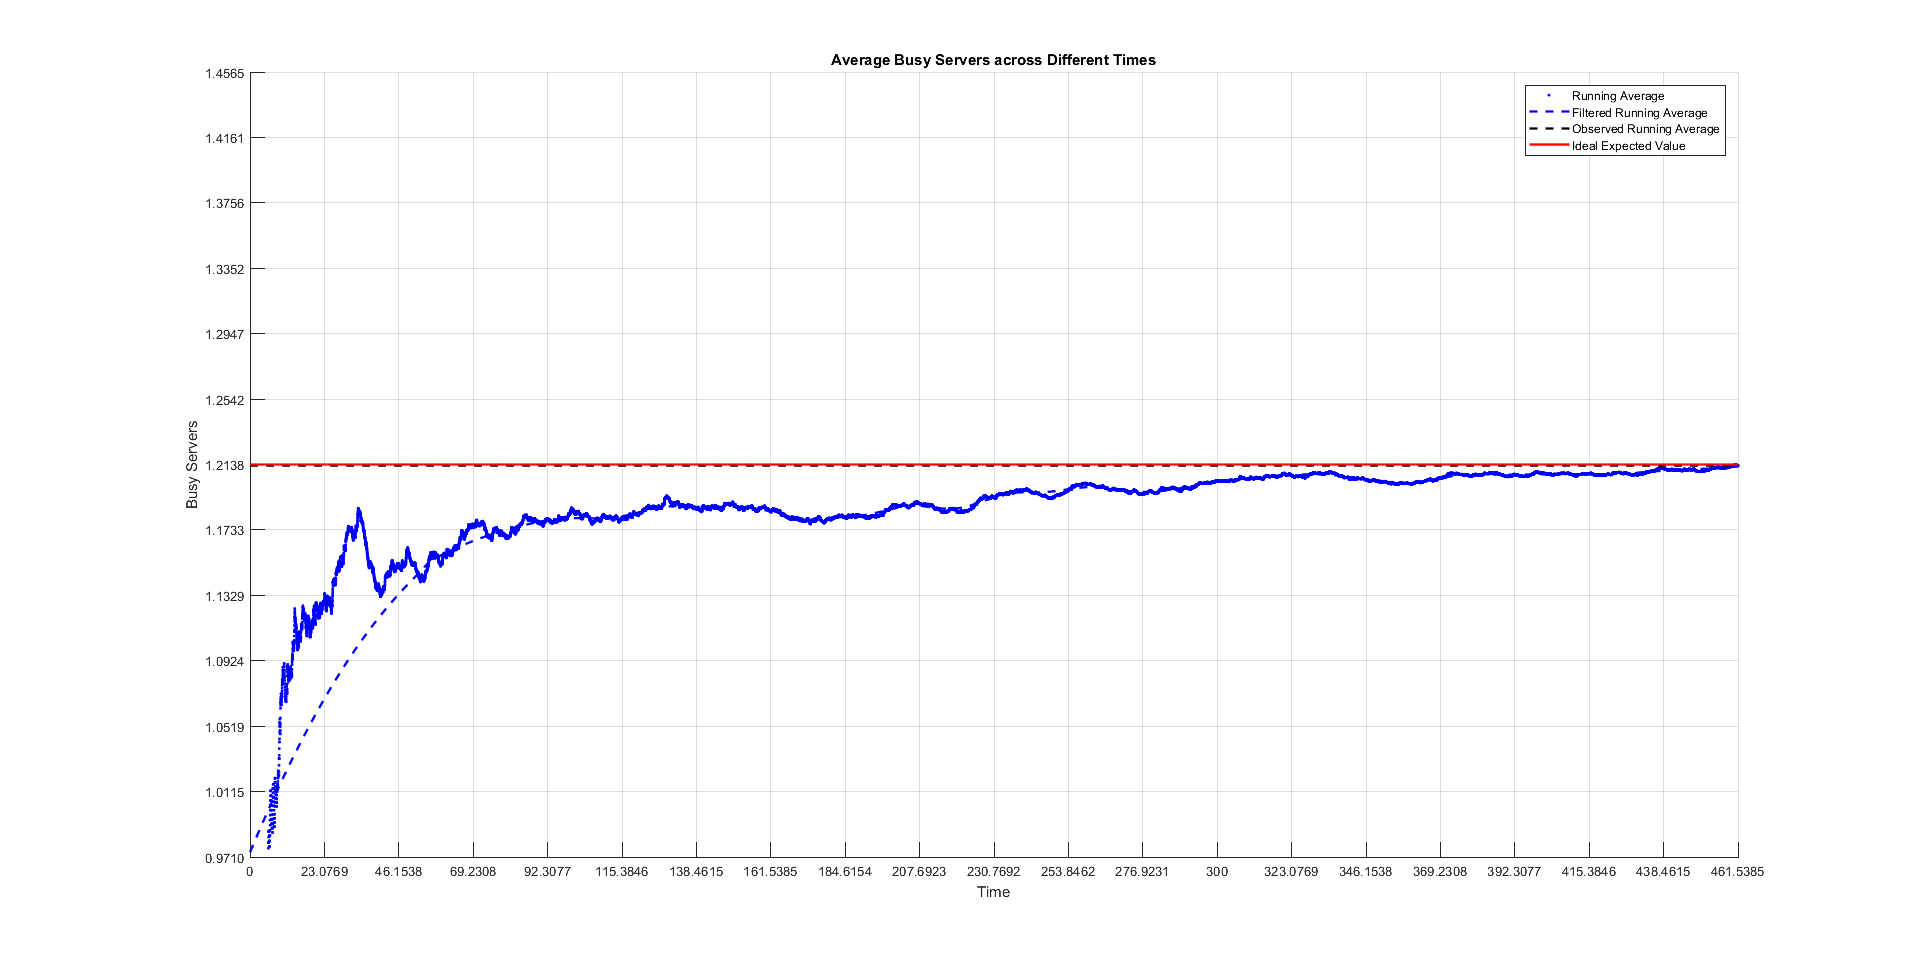 Average Busy Servers across Different Times
1.4565
1.4161
1.3756
1.3352
1.2947
1.2542
1.2138
1.1733
1.1329
1.0924
1.0519
1.0115
0.9710
Busy Servers
Running Average
Filtered Running Average
Observed Running Average
Ideal Expected Value
0 23.0769 46.1538 69.2308 92.3077 115.3846 138.4615 161.5385 184.6154 207.6923 230.7692 253.8462 276.9231 300 323.0769 346.1538 369.2308 392.3077 415.3846 438.4615 461.5385
Time